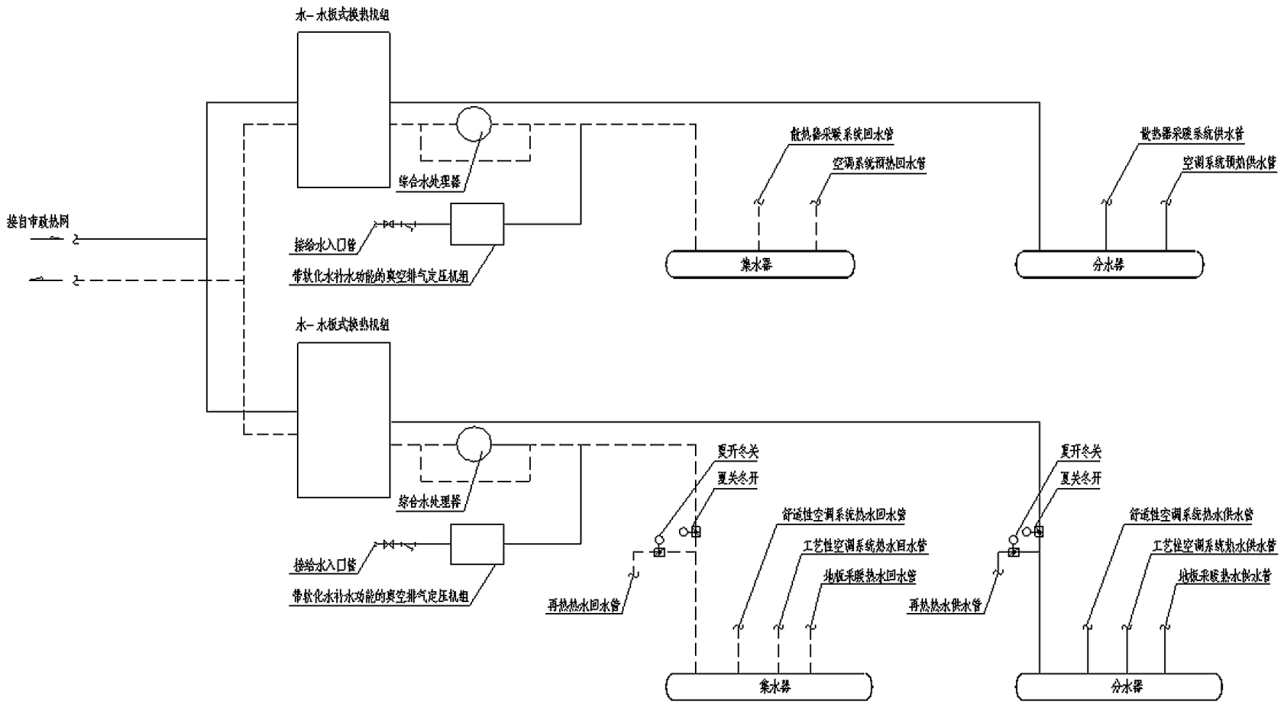 水-水板式换热机组
散热器采暖系统回水管
散热器采暖系统供水管
空调系统预热回水管
空调系统预热供水管
综合水处理器
接自市政热网
接给水入口管
集水器
分水器
带软化水补水功能的真空排气定压机组
水-水板式换热机组
夏开冬关
夏开冬关
夏关冬开
夏关冬开
综合水处理器
舒适性空调系统热水回水管
舒适性空调系统热水供水管
工艺性空调系统热水回水管
工艺性空调系统热水供水管
接给水入口管
地板采暖热水回水管
地板采暖热水供水管
带软化水补水功能的真空排气定压机组
再热热水回水管
再热热水供水管
集水器
分水器